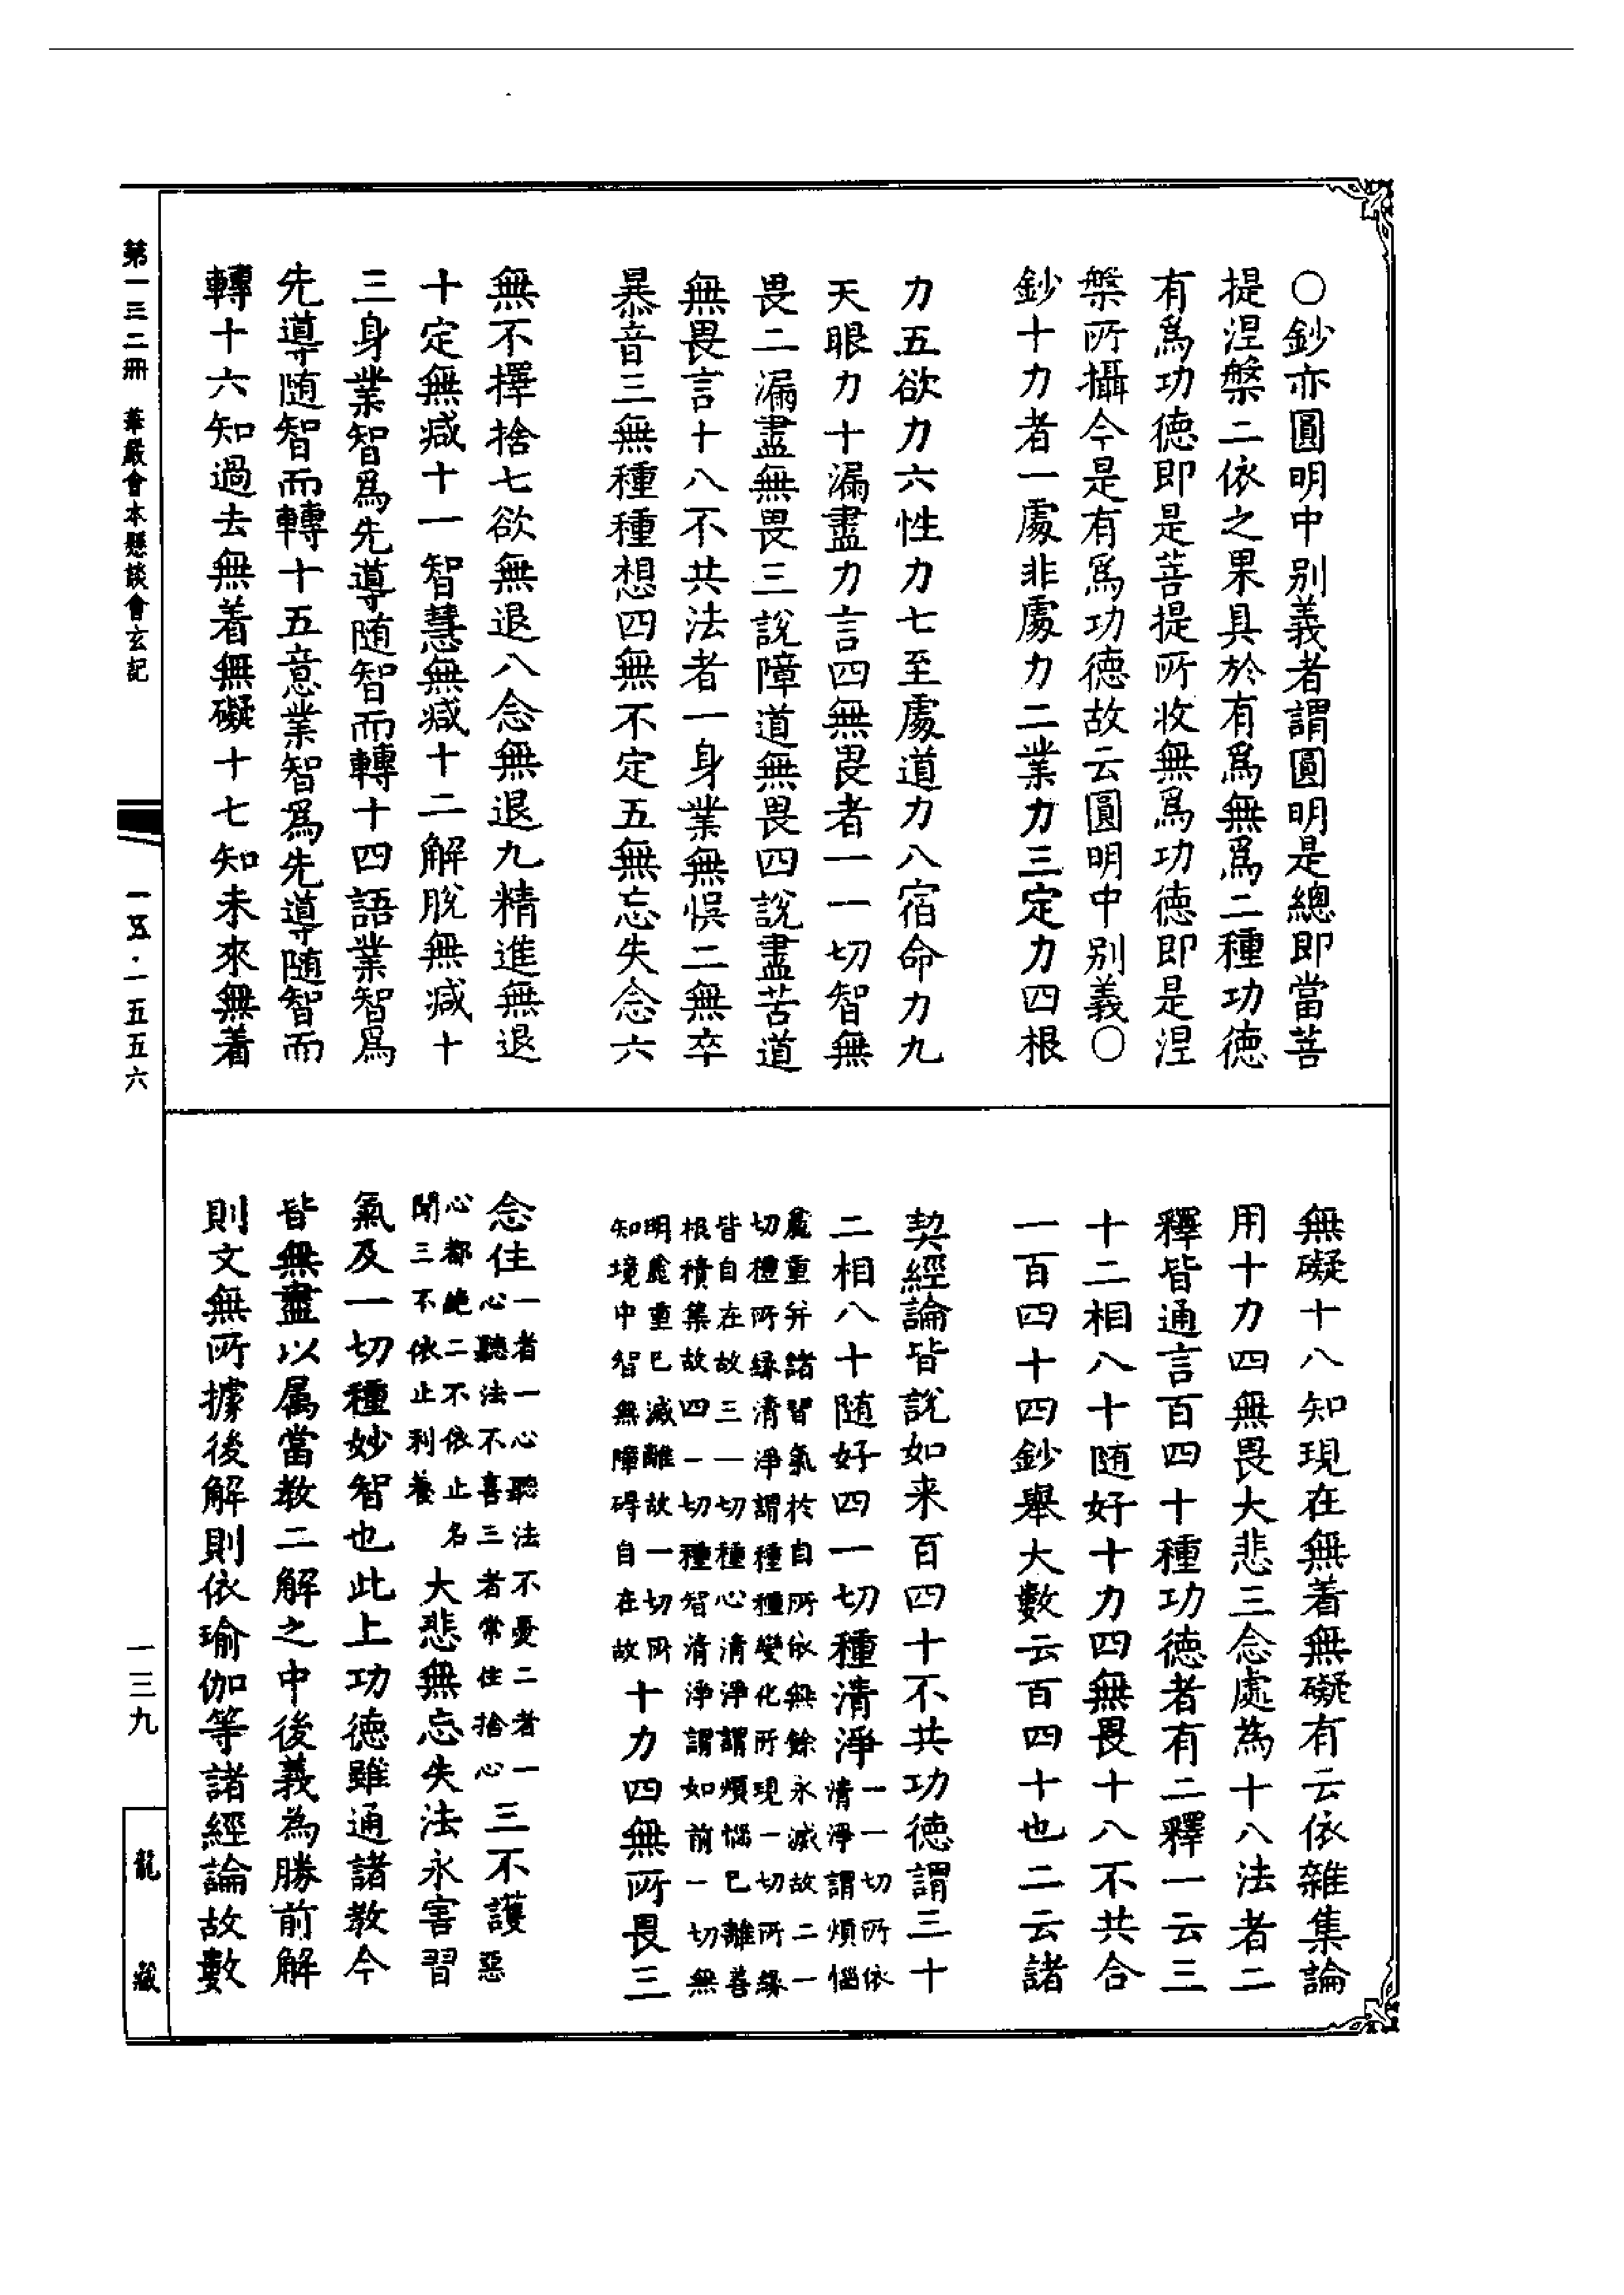 〇鈔亦圓明中別義者謂圓明是總即當菩
提涅槃二依之果具於有爲無爲二種功德
有爲功德即是菩提所收無爲功德即是涅
槃所攝今是有爲功德故云圓明中別義〇
鈔十力者一處非處力二業力三定力四根
力五欲力六性力七至處道力八宿命力九
天眼力十漏盡力言四無畏者一一切智無
畏二漏盡無畏三說障道無畏四說盡苦道
無畏言十八不共法者一身業無悞二無卒
暴音三無種種想四無不定五無忘失念六
無不擇捨七欲無退八念無退九精進無退
十定無減十一智慧無減十二解脫無減十
三身業智爲先導随智而轉十四語業智爲
先導随智而轉十五意業智爲先導随智而
轉十六知過去無着無礙十七知未來無着
無礙十八知現在無着無礙有云依雜集論
用十力四無畏大悲三念處為十八法者二
釋皆通言百四十種功德者有二釋一云三
十二相八十随好十力四無畏十八不共合
一百四十四鈔舉大數云百四十也二云諸
契經論皆說如来百四十不共功德謂三十
二相八十随好四一切種清淨一一切所依
清淨謂煩惱
麁重并諸習氣於自所依無餘永滅故二一
切種所緣清淨謂種種變化所現一切所緣
皆自在故三一切種心清淨謂煩惱已離善
根積集故四一切種智清淨謂如前一切無
明麁重已滅離故一切所
知境中智無障碍自在故十力四無所畏三
念住一者一心聽法不憂二者一
心聽法不喜三者常住捨心三不護惡
心都絶二不依止名
聞三不依止利養大悲無忘失法永害習
氣及一切種妙智也此上功德雖通諸教今
皆無盡以属當教二解之中後義為勝前解
則文無所據後解則依瑜伽等諸經論故數
第一三二冊 華嚴會本懸談會玄記
一五·一五五六
一三九
龍藏